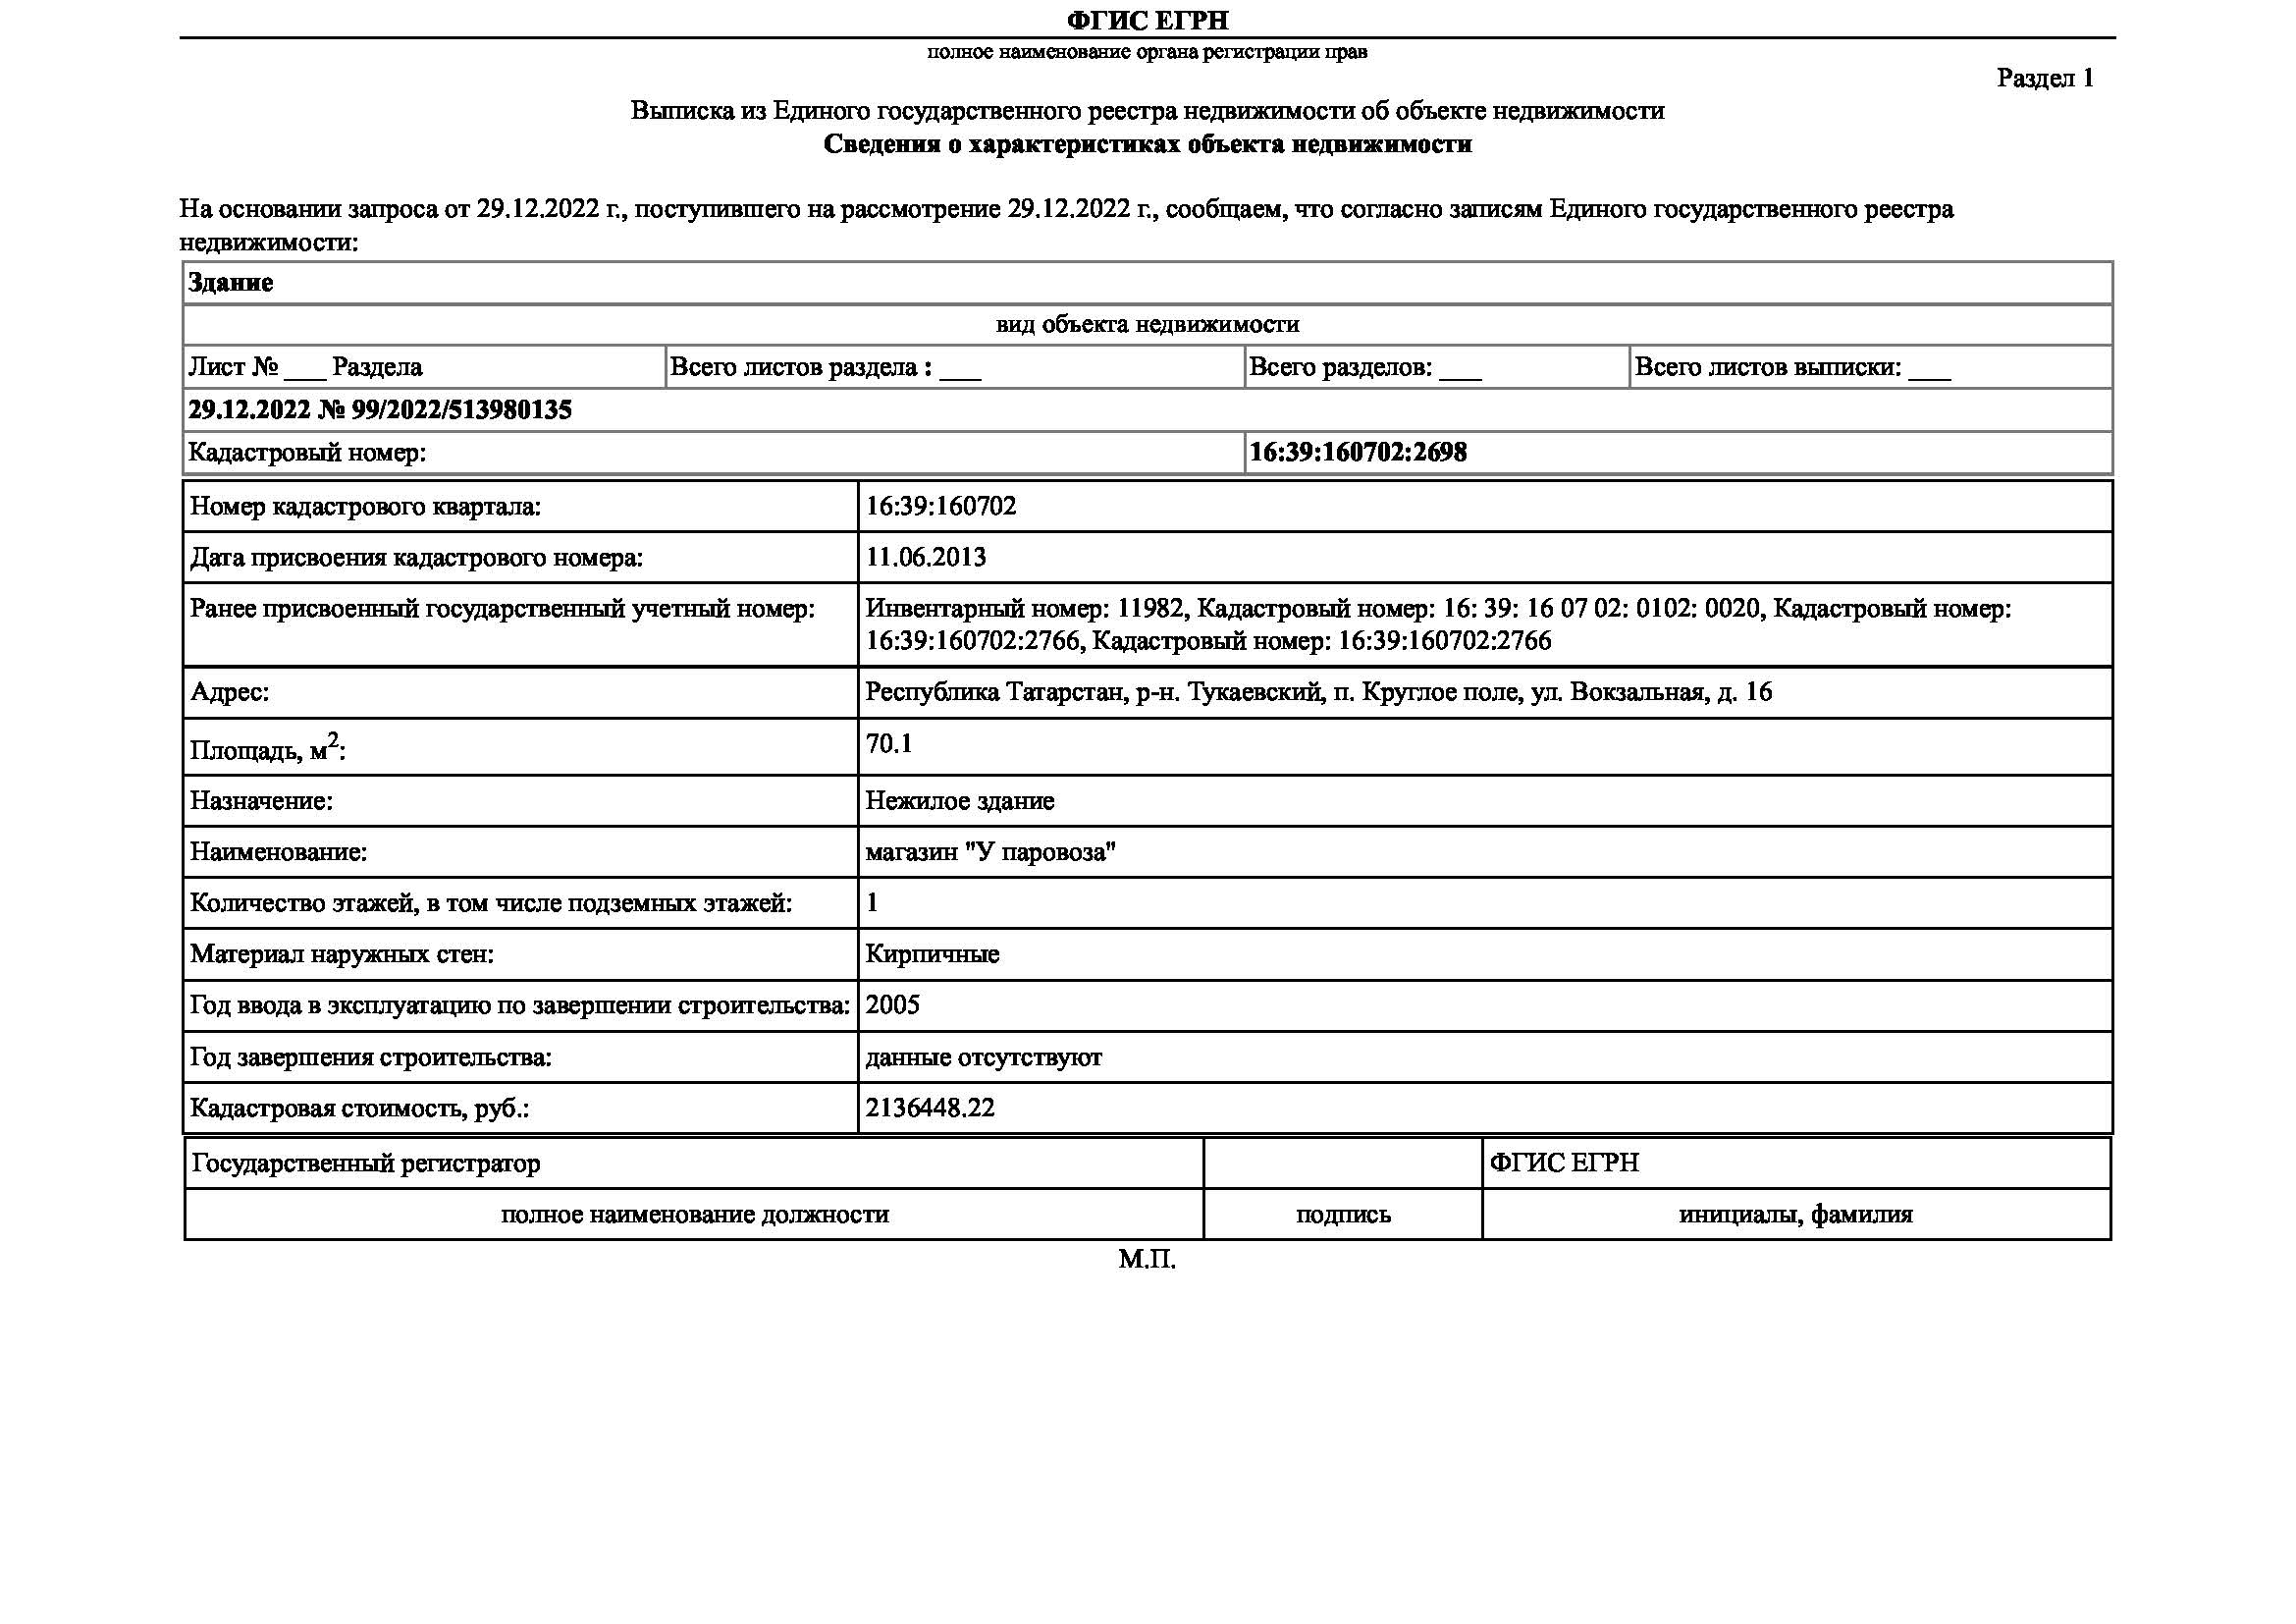 ФГИС ЕГРН
полное наименование органа регистрации прав
Раздел 1
Выписка из Единого государственного реестра недвижимости об объекте недвижимости
Сведения о характеристиках объекта недвижимости
На основании запроса от 29.12.2022 г., поступившего на рассмотрение 29.12.2022 г., сообщаем, что согласно записям Единого государственного реестра
недвижимости:
Здание
вид объекта недвижимости
Лист № ___ Раздела Всего листов раздела : ___ Всего разделов: ___ Всего листов выписки: ___
29.12.2022 № 99/2022/513980135
Кадастровый номер: 16:39:160702:2698
Номер кадастрового квартала: 16:39:160702
Дата присвоения кадастрового номера: 11.06.2013
Ранее присвоенный государственный учетный номер: Инвентарный номер: 11982, Кадастровый номер: 16: 39: 16 07 02: 0102: 0020, Кадастровый номер:
16:39:160702:2766, Кадастровый номер: 16:39:160702:2766
Адрес: Республика Татарстан, р-н. Тукаевский, п. Круглое поле, ул. Вокзальная, д. 16
Площадь, м²: 70.1
Назначение: Нежилое здание
Наименование: магазин "У паровоза"
Количество этажей, в том числе подземных этажей: 1
Материал наружных стен: Кирпичные
Год ввода в эксплуатацию по завершении строительства: 2005
Год завершения строительства: данные отсутствуют
Кадастровая стоимость, руб.: 2136448.22
Государственный регистратор ФГИС ЕГРН
полное наименование должности подпись инициалы, фамилия
М.П.